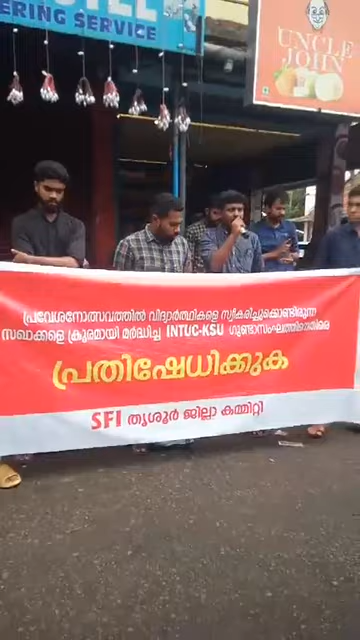 ERING SERVICE
UNCLE
JOHN
പ്രവേശനോത്സവത്തിൽ വിദ്യാർത്ഥികളെ സ്വീകരിച്ചുക്കൊണ്ടിരുന്ന
സഖാക്കളെ ക്രൂരമായി മർദ്ധിച്ച INTUC-KSU ഗുണ്ടാസംഘത്തിനെതിരെ
പ്രതിഷേധിക്കുക
SFI തൃശൂർ ജില്ലാ കമ്മിറ്റി